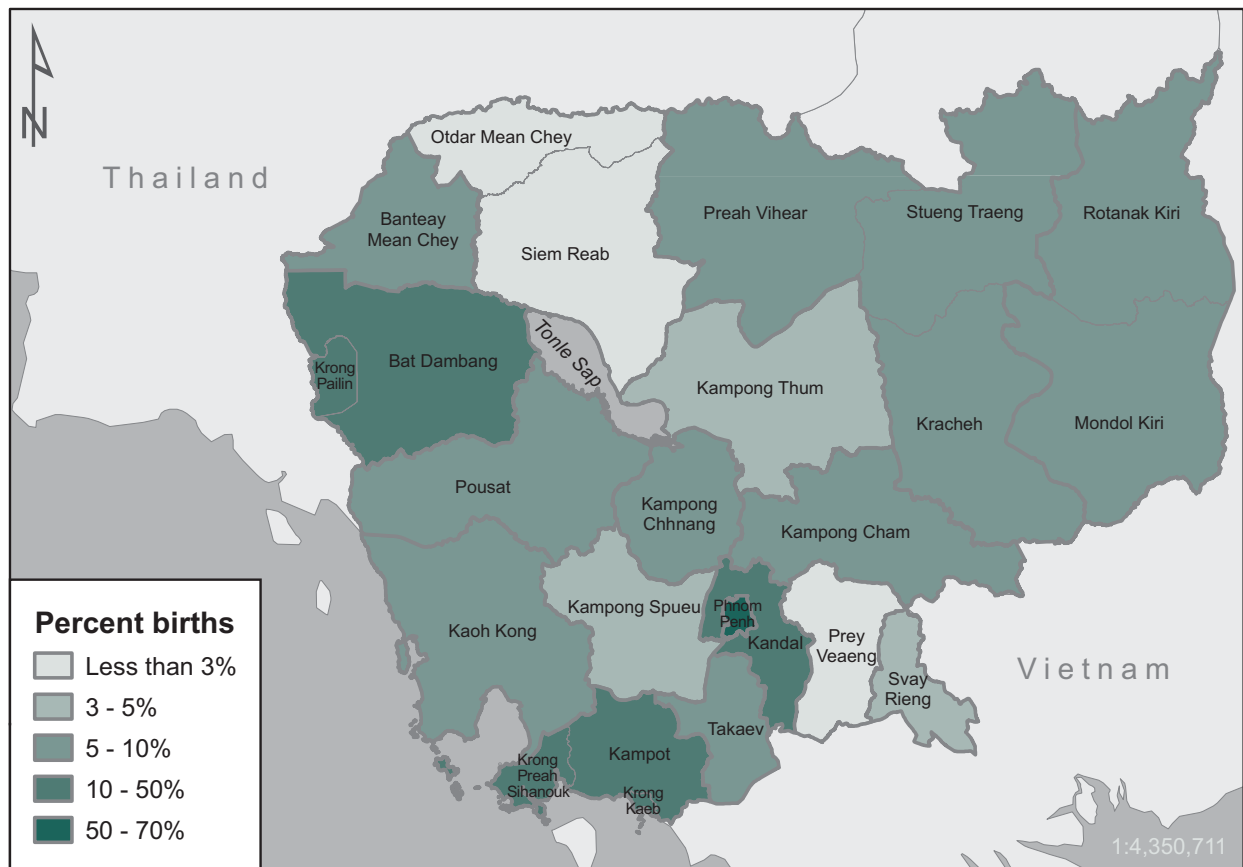 N
Thailand
Otdar Mean Chey
Banteay
Mean Chey
Siem Reab
Preah Vihear
Stueng Traeng
Rotanak Kiri
Krong
Pailin
Bat Dambang
Tonle Sap
Kampong Thum
Kracheh
Mondol Kiri
Pousat
Kampong
Chhnang
Kampong Cham
Kaoh Kong
Kampong Spueu
Phnom
Penh
Kandal
Prey
Veaeng
Svay
Rieng
Vietnam
Takaev
Kampot
Krong
Preah
Sihanouk
Krong
Kaeb
Percent births
Less than 3%
3 - 5%
5 - 10%
10 - 50%
50 - 70%
1:4,350,711